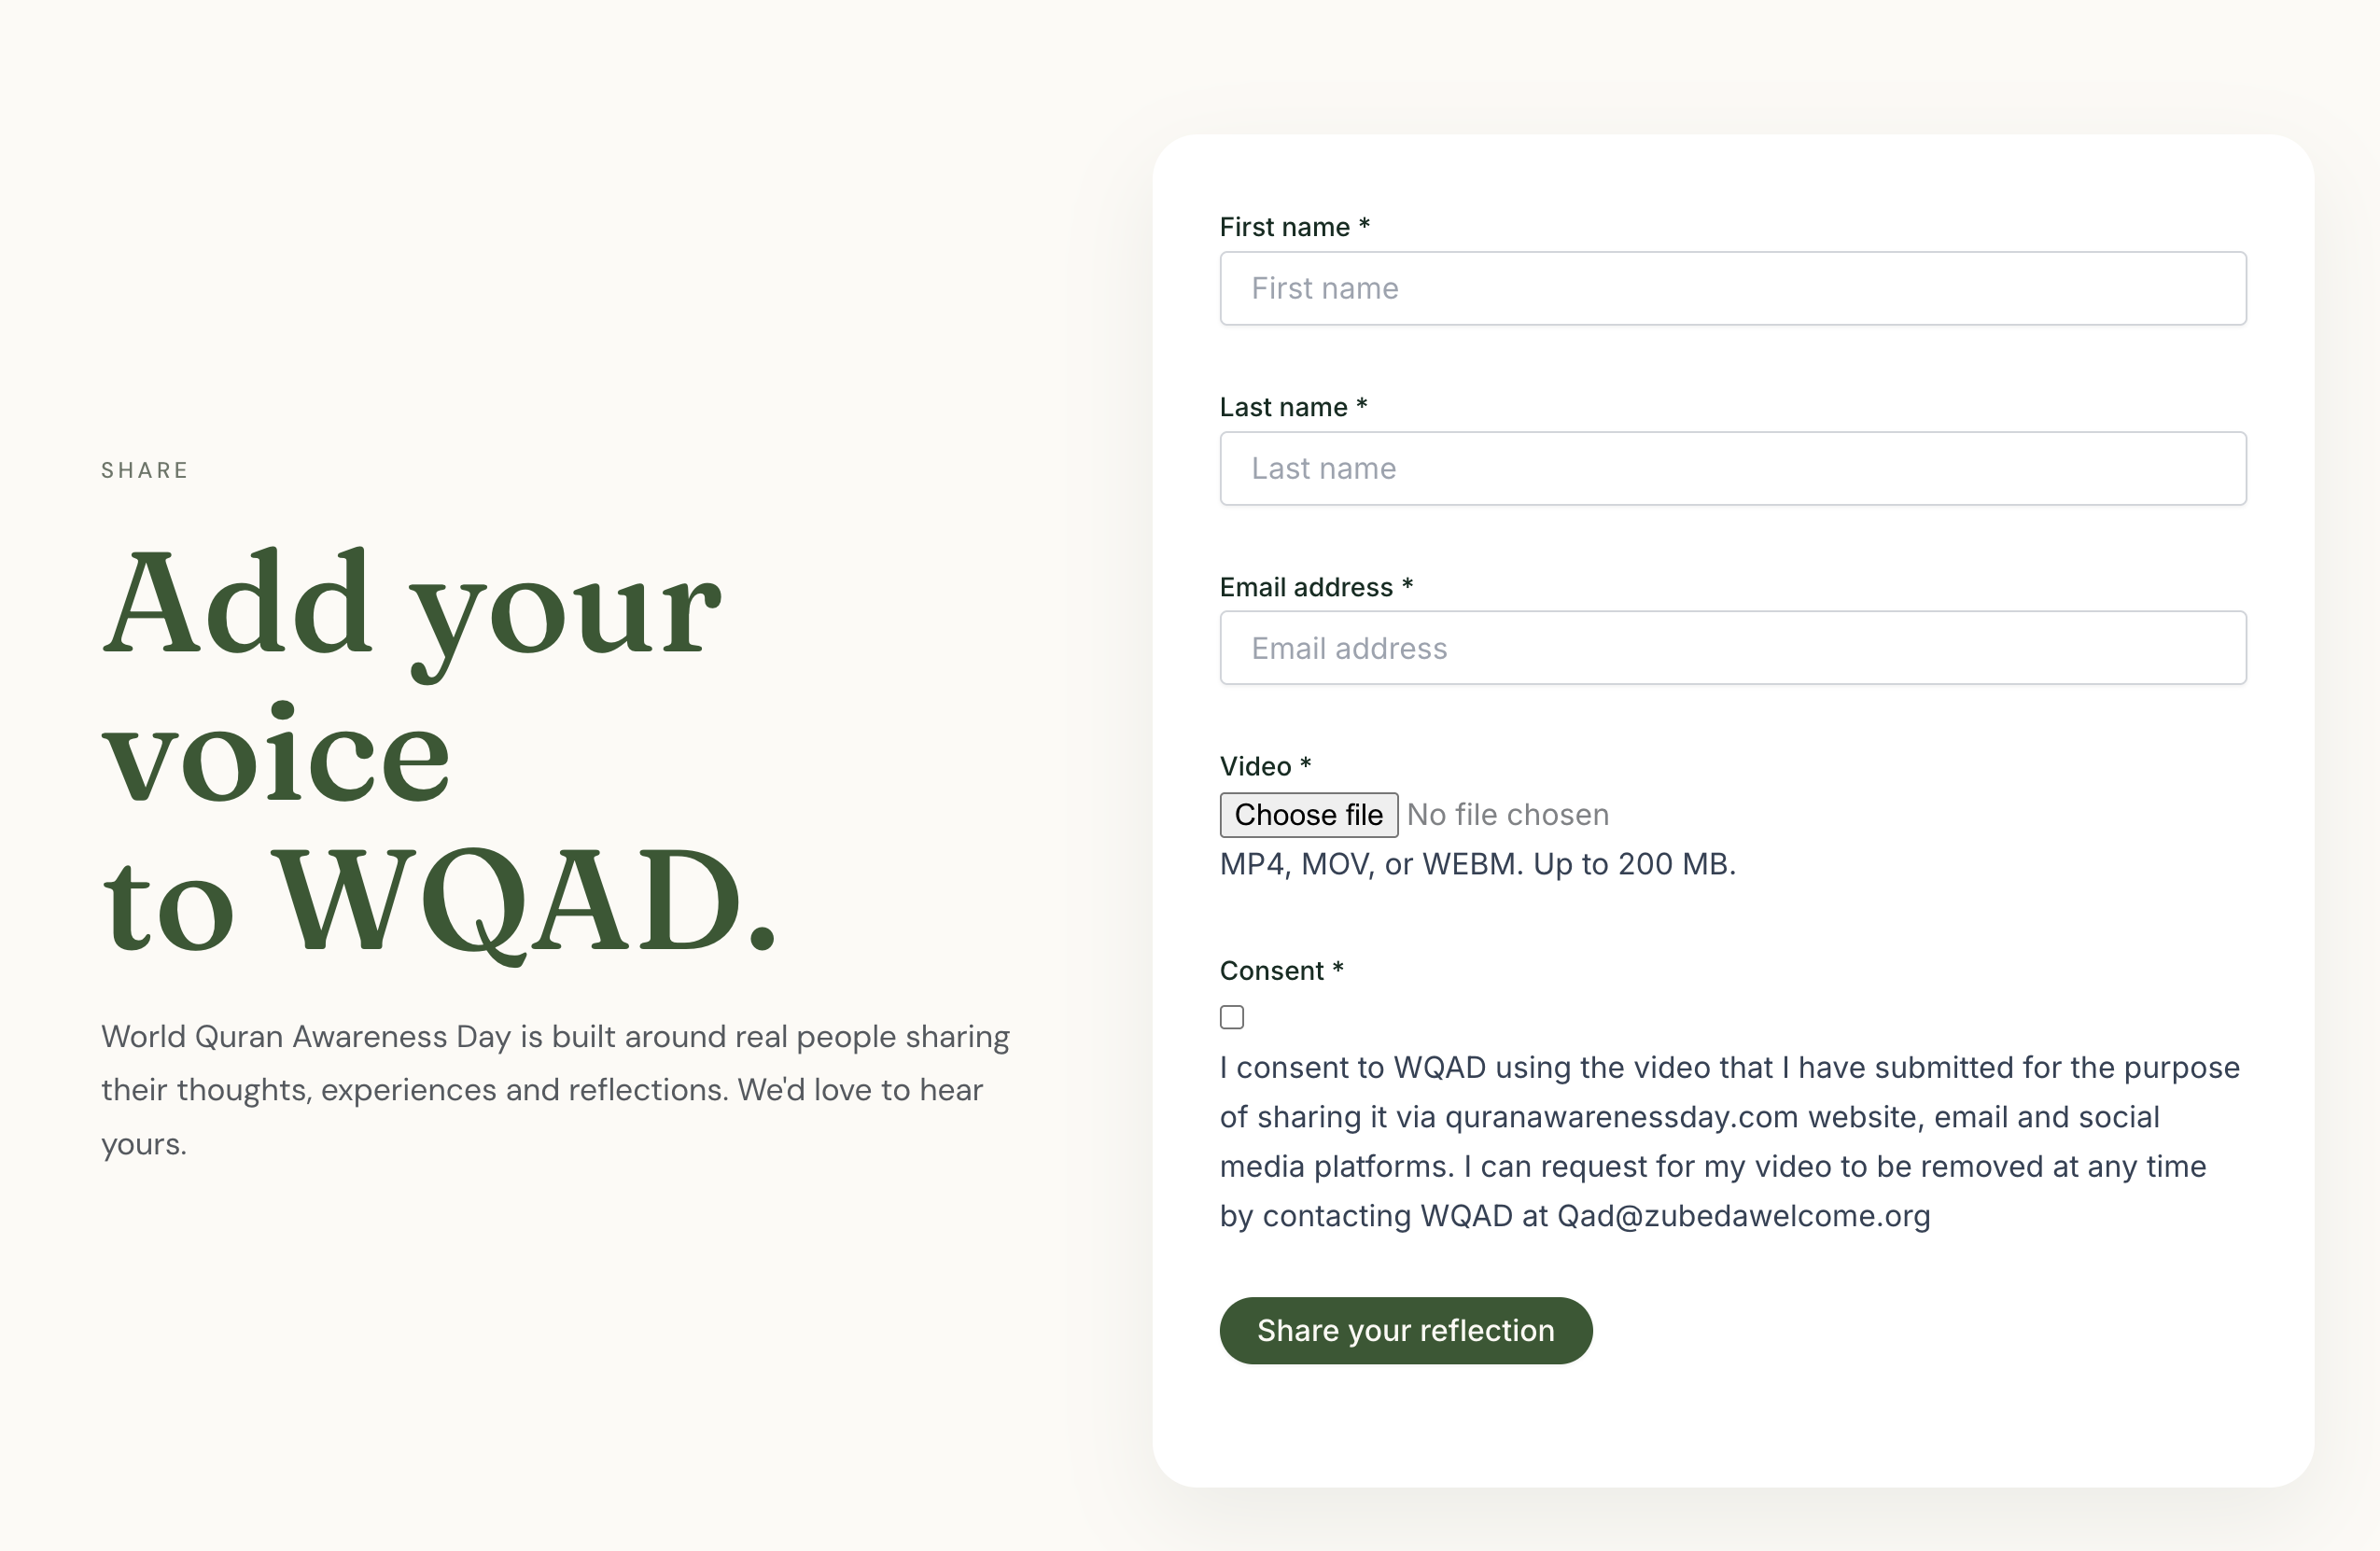 SHARE
Add your
voice
to WQAD.
World Quran Awareness Day is built around real people sharing
their thoughts, experiences and reflections. We'd love to hear
yours.
First name *
First name
Last name *
Last name
Email address *
Email address
Video *
Choose file No file chosen
MP4, MOV, or WEBM. Up to 200 MB.
Consent *
I consent to WQAD using the video that I have submitted for the purpose
of sharing it via quranawarenessday.com website, email and social
media platforms. I can request for my video to be removed at any time
by contacting WQAD at Qad@zubedawelcome.org
Share your reflection